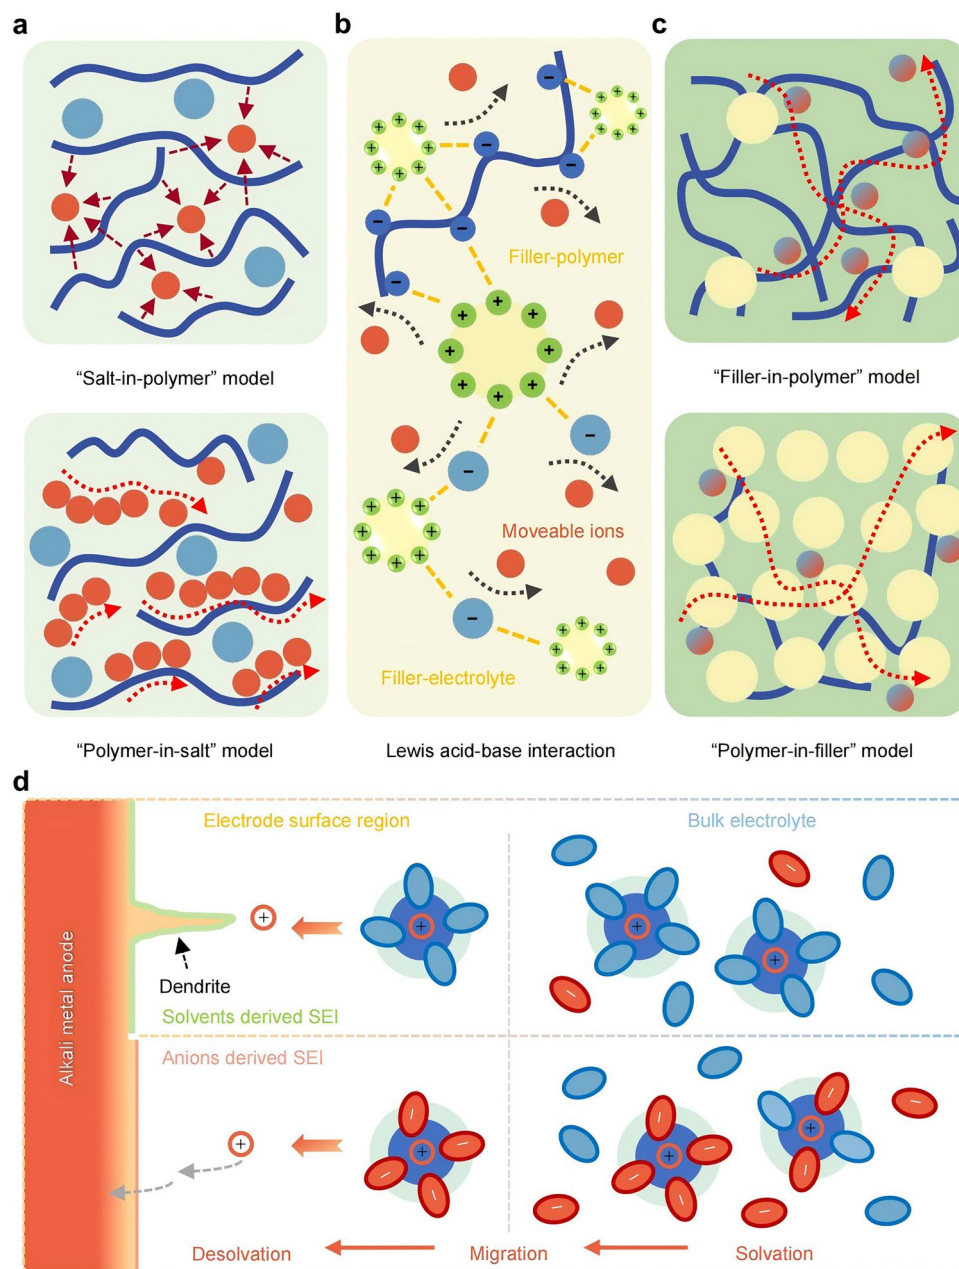 a
b
c
Filler-polymer
“Salt-in-polymer” model
“Filler-in-polymer” model
Moveable ions
Filler-electrolyte
“Polymer-in-salt” model
Lewis acid-base interaction
“Polymer-in-filler” model
d
Electrode surface region
Bulk electrolyte
Alkali metal anode
Dendrite
Solvents derived SEI
Anions derived SEI
Desolvation
Migration
Solvation